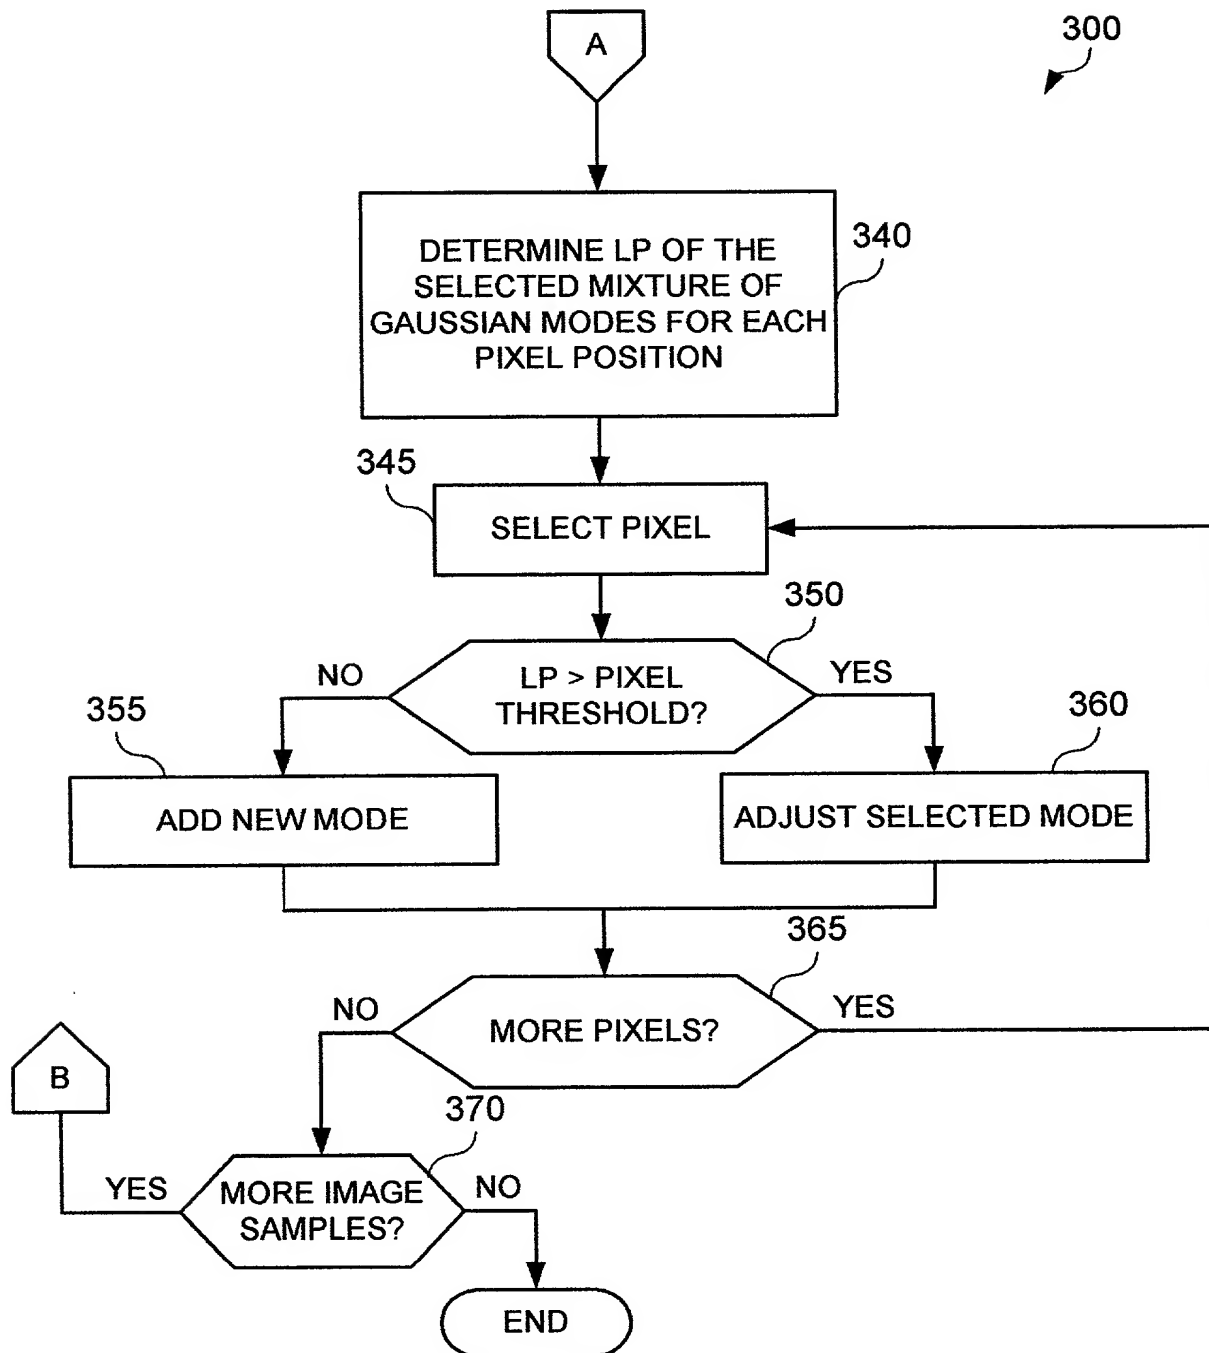 A
300
DETERMINE LP OF THE
SELECTED MIXTURE OF
GAUSSIAN MODES FOR EACH
PIXEL POSITION
340
345
SELECT PIXEL
350
NO
LP > PIXEL
THRESHOLD?
YES
355
360
ADD NEW MODE
ADJUST SELECTED MODE
365
NO
MORE PIXELS?
YES
B
370
YES
MORE IMAGE
SAMPLES?
NO
END